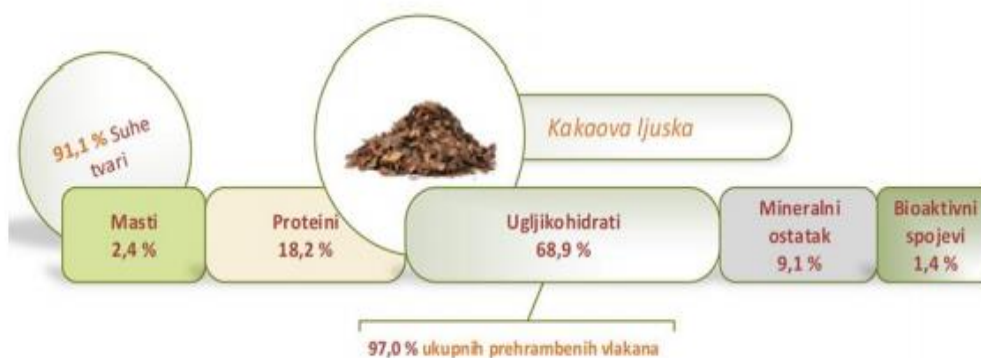 91,1 % Suhe
tvari
Kakaova ljuska
Masti
2,4 %
Proteini
18,2 %
Ugljikohidrati
68,9 %
Mineralni
ostatak
9,1 %
Bioaktivni
spojevi
1,4 %
97,0 % ukupnih prehrambenih vlakana